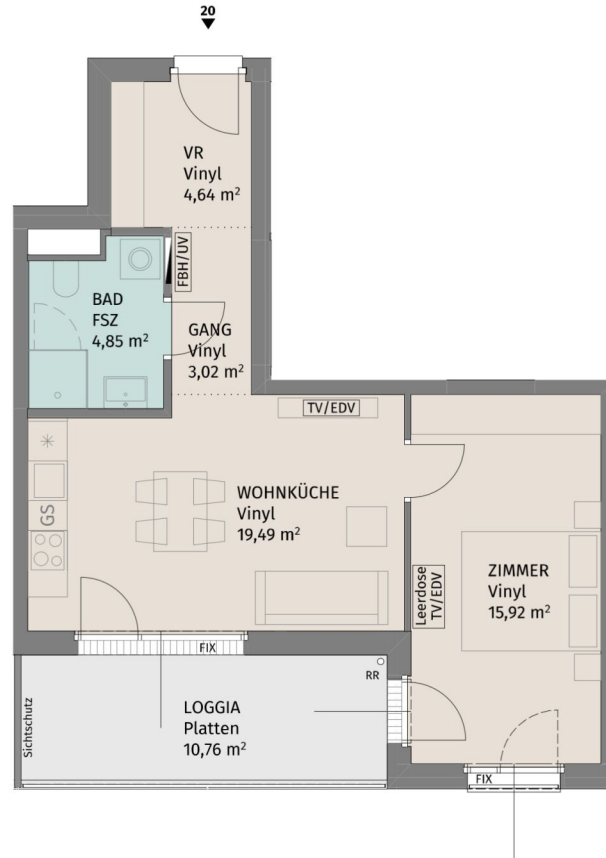 20
VR
Vinyl
4,64 m²
FBH/UV
BAD
FSZ
4,85 m²
GANG
Vinyl
3,02 m²
TV/EDV
GS
WOHNKÜCHE
Vinyl
19,49 m²
Leerdose
TV/EDV
ZIMMER
Vinyl
15,92 m²
FIX
RR
Sichtschutz
LOGGIA
Platten
10,76 m²
FIX